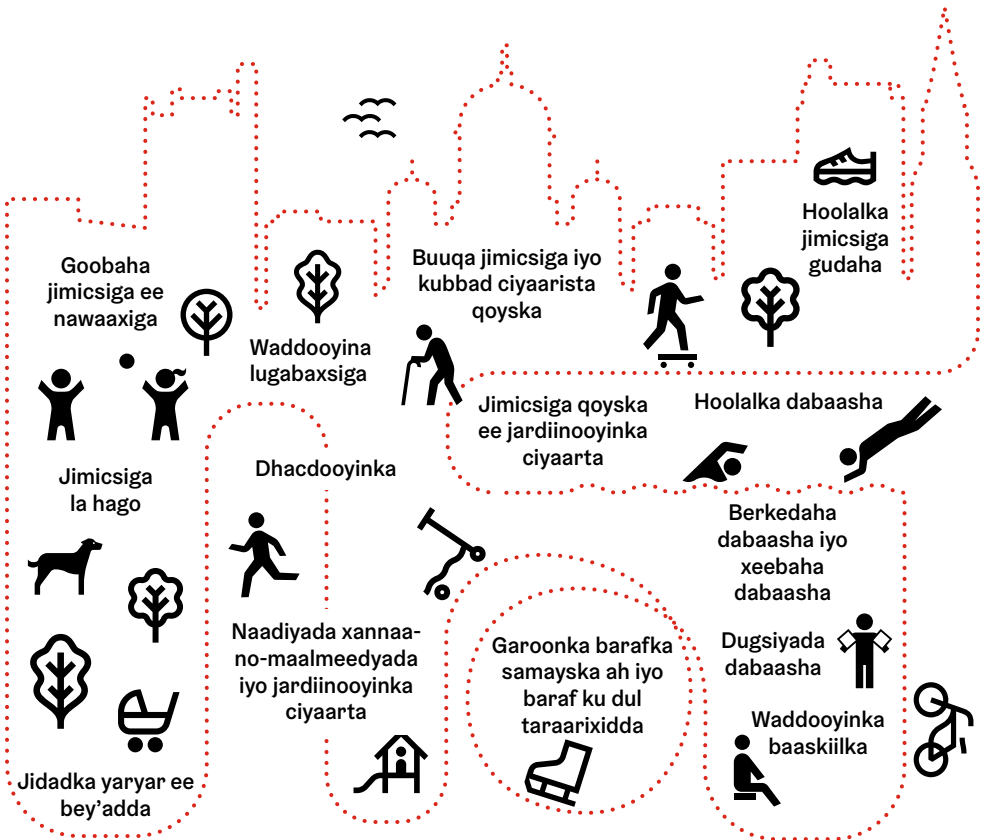 Hoolalka
jimicsiga
gudaha
Goobaha
jimicsiga ee
nawaaxiga
Buuqa jimicsiga iyo
kubbad ciyaarista
qoyska
Waddooyina
lugabaxsiga
Jimicsiga qoyska
ee jardiinooyinka
ciyaarta
Hoolalka dabaasha
Jimicsiga
la hago
Dhacdooyinka
Berkedaha
dabaasha iyo
xeebaha
dabaasha
Naadiyada xannaa-
no-maalmeedyada
iyo jardiinooyinka
ciyaarta
Garoonka barafka
samayska ah iyo
baraf ku dul
taraarixidda
Dugsiyada
dabaasha
Waddooyinka
baaskiilka
Jidadka yaryar ee
bey’adda